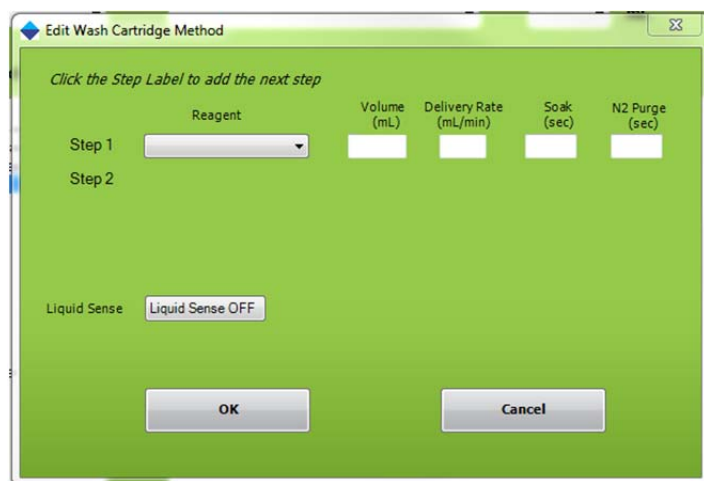 Edit Wash Cartridge Method
Click the Step Label to add the next step
Reagent
Volume (mL)
Delivery Rate (mL/min)
Soak (sec)
N2 Purge (sec)
Step 1
Step 2
Liquid Sense
Liquid Sense OFF
OK
Cancel